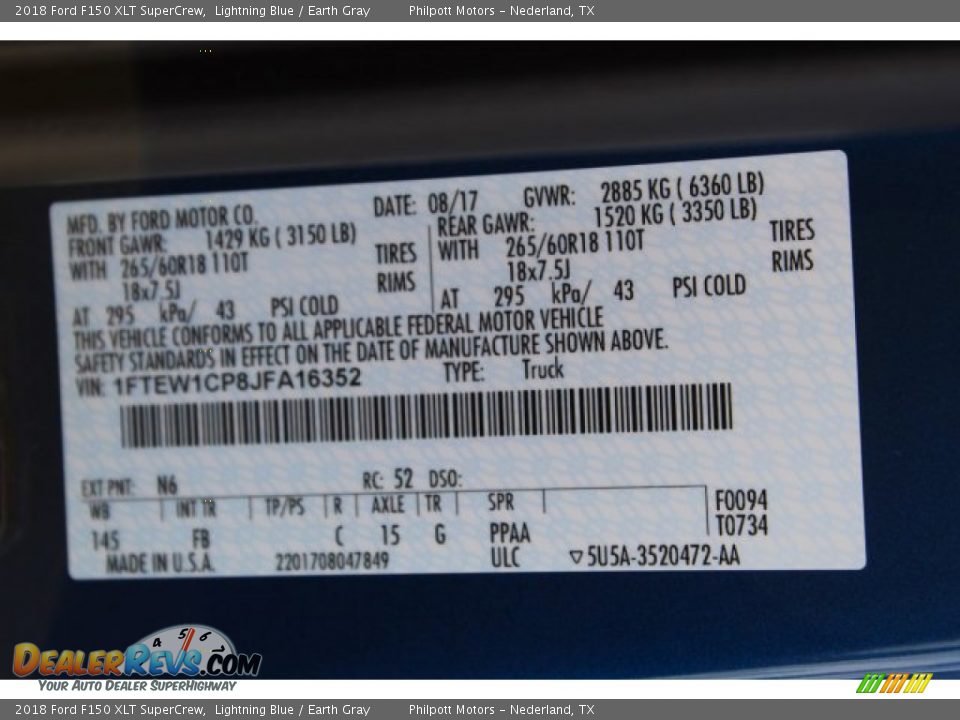 2018 Ford F150 XLT SuperCrew, Lightning Blue / Earth Gray Philpott Motors - Nederland, TX
MFD. BY FORD MOTOR CO. DATE: 08/17 GVWR: 2885 KG ( 6360 LB)
FRONT GAWR: 1429 KG ( 3150 LB) REAR GAWR: 1520 KG ( 3350 LB)
WITH 265/60R18 110T TIRES WITH 265/60R18 110T TIRES
18x7.5J RIMS 18x7.5J RIMS
AT 295 kPa/ 43 PSI COLD AT 295 kPa/ 43 PSI COLD
THIS VEHICLE CONFORMS TO ALL APPLICABLE FEDERAL MOTOR VEHICLE
SAFETY STANDARDS IN EFFECT ON THE DATE OF MANUFACTURE SHOWN ABOVE.
VIN: 1FTEW1CP8JFA16352 TYPE: Truck
EXT PNT: N6 RC: 52 DSO:
WB INT TR TP/PS R AXLE TR SPR F0094
145 FB C 15 G PPAA T0734
MADE IN U.S.A. 2201708047849 ULC ▽5U5A-3520472-AA
4 5 6
DEALERREVS.COM
YOUR AUTO DEALER SUPERHIGHWAY
2018 Ford F150 XLT SuperCrew, Lightning Blue / Earth Gray Philpott Motors - Nederland, TX